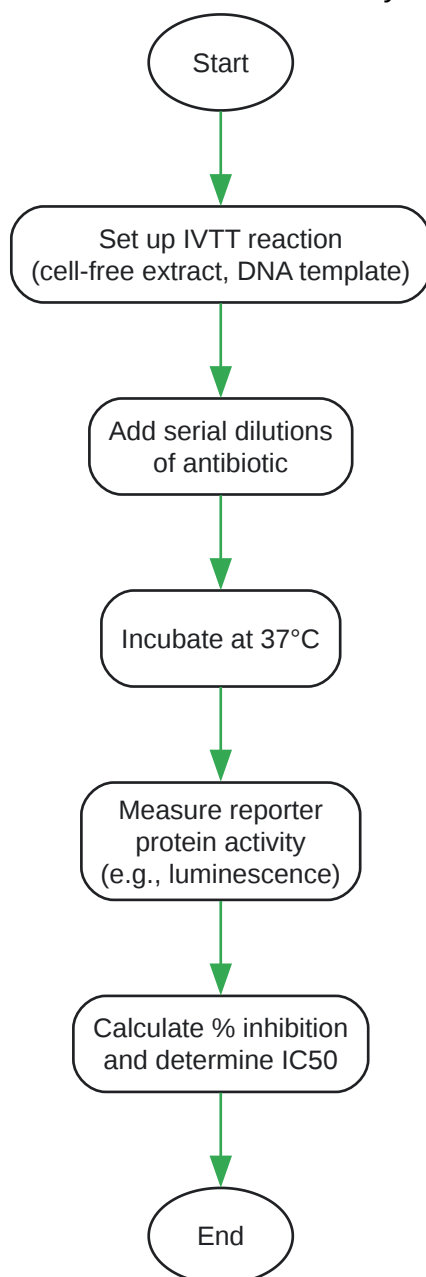 Start
Set up IVTT reaction
(cell-free extract, DNA template)
Add serial dilutions
of antibiotic
Incubate at 37°C
Measure reporter
protein activity
(e.g., luminescence)
Calculate % inhibition
and determine IC50
End